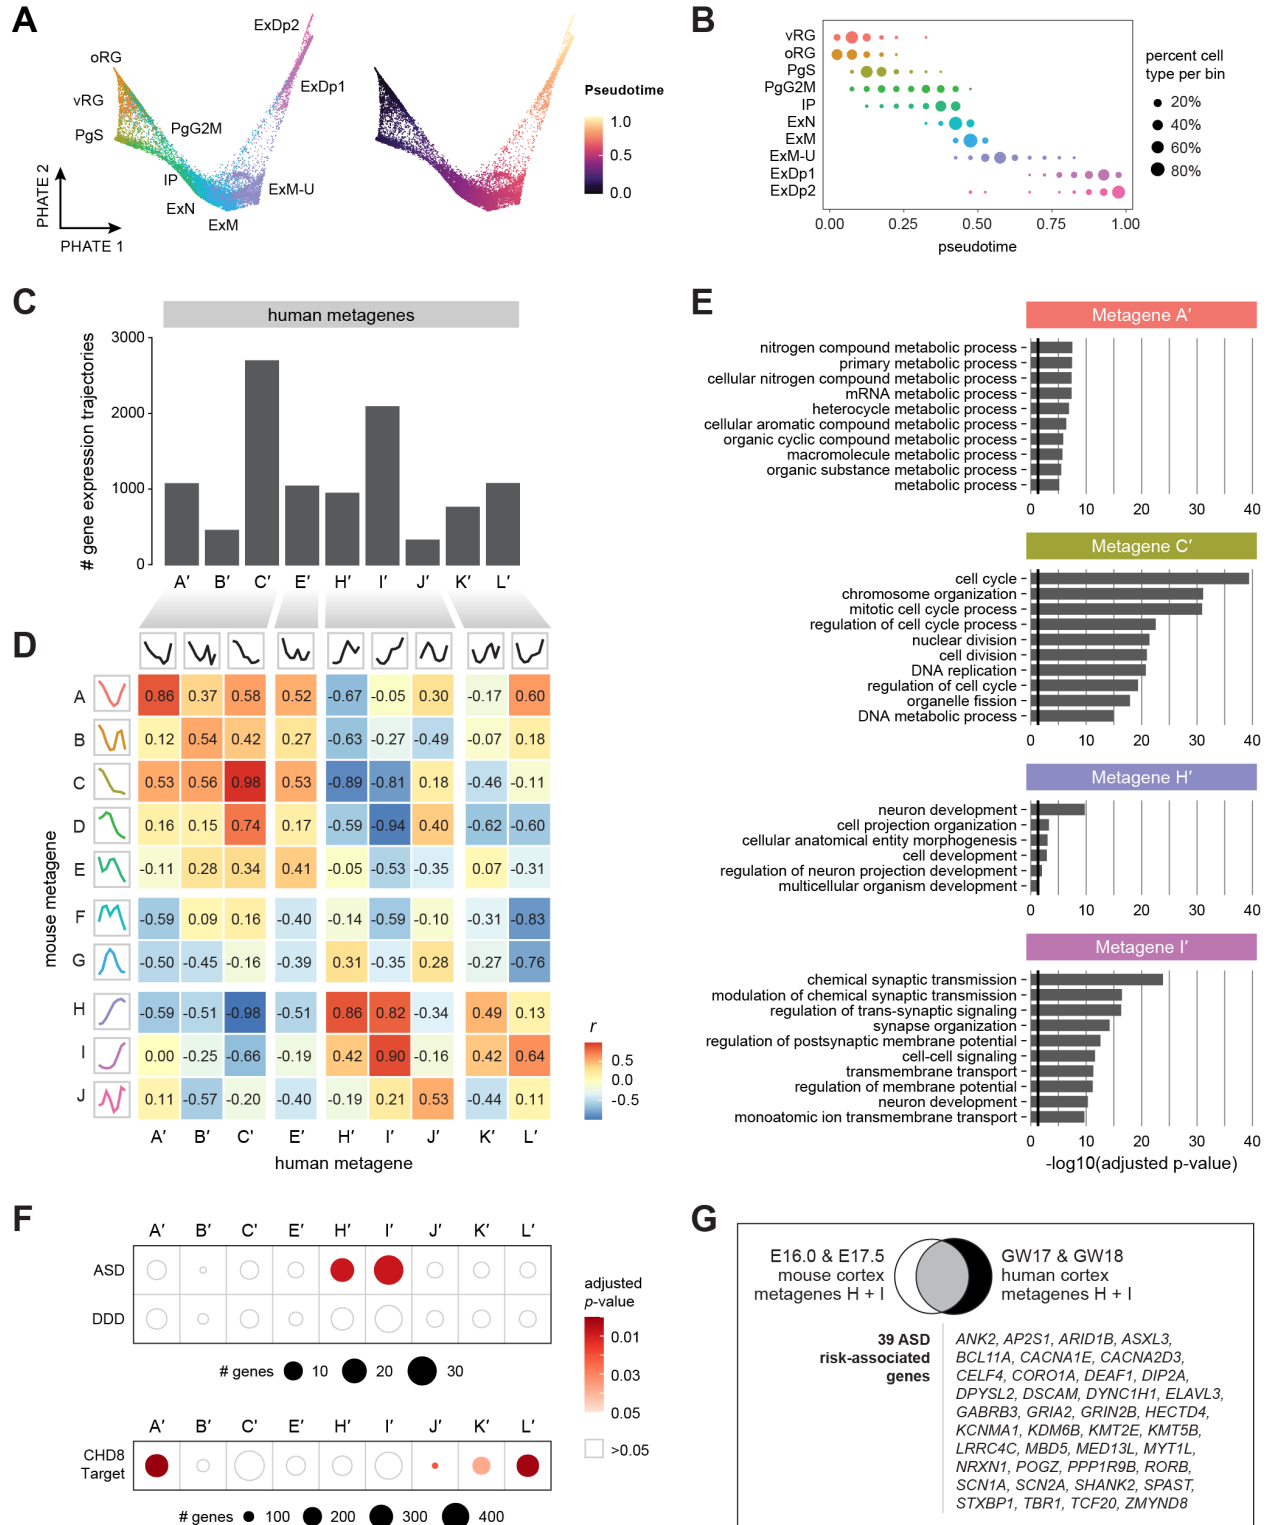 A
ExDp2
oRG
ExDp1
vRG
PgG2M
PgS
IP
ExM-U
ExN
ExM
PHATE 2
PHATE 1
Pseudotime
1.0
0.5
0.0
B
vRG
oRG
PgS
PgG2M
IP
ExN
ExM
ExM-U
ExDp1
ExDp2
0.00 0.25 0.50 0.75 1.00
pseudotime
percent cell
type per bin
20%
40%
60%
80%
C
human metagenes
# gene expression trajectories
3000
2000
1000
0
A′ B′ C′ E′ H′ I′ J′ K′ L′
D
mouse metagene
A 0.86 0.37 0.58 0.52 -0.67 -0.05 0.30 -0.17 0.60
B 0.12 0.54 0.42 0.27 -0.63 -0.27 -0.49 -0.07 0.18
C 0.53 0.56 0.98 0.53 -0.89 -0.81 0.18 -0.46 -0.11
D 0.16 0.15 0.74 0.17 -0.59 -0.94 0.40 -0.62 -0.60
E -0.11 0.28 0.34 0.41 -0.05 -0.53 -0.35 0.07 -0.31
F -0.59 0.09 0.16 -0.40 -0.14 -0.59 -0.10 -0.31 -0.83
G -0.50 -0.45 -0.16 -0.39 0.31 -0.35 0.28 -0.27 -0.76
H -0.59 -0.51 -0.98 -0.51 0.86 0.82 -0.34 0.49 0.13
I 0.00 -0.25 -0.66 -0.19 0.42 0.90 -0.16 0.42 0.64
J 0.11 -0.57 -0.20 -0.40 -0.19 0.21 0.53 -0.44 0.11
A′ B′ C′ E′ H′ I′ J′ K′ L′
human metagene
r
0.5
0.0
-0.5
E
Metagene A′
nitrogen compound metabolic process
primary metabolic process
cellular nitrogen compound metabolic process
mRNA metabolic process
heterocycle metabolic process
cellular aromatic compound metabolic process
organic cyclic compound metabolic process
macromolecule metabolic process
organic substance metabolic process
metabolic process
0 10 20 30 40
Metagene C′
cell cycle
chromosome organization
mitotic cell cycle process
regulation of cell cycle process
nuclear division
cell division
DNA replication
regulation of cell cycle
organelle fission
DNA metabolic process
0 10 20 30 40
Metagene H′
neuron development
cell projection organization
cellular anatomical entity morphogenesis
cell development
regulation of neuron projection development
multicellular organism development
0 10 20 30 40
Metagene I′
chemical synaptic transmission
modulation of chemical synaptic transmission
regulation of trans-synaptic signaling
synapse organization
regulation of postsynaptic membrane potential
cell-cell signaling
transmembrane transport
regulation of membrane potential
neuron development
monoatomic ion transmembrane transport
0 10 20 30 40
-log10(adjusted p-value)
F
A′ B′ C′ E′ H′ I′ J′ K′ L′
ASD
DDD
# genes 10 20 30
adjusted
p-value
0.01
0.03
0.05
>0.05
A′ B′ C′ E′ H′ I′ J′ K′ L′
CHD8
Target
# genes 100 200 300 400
G
E16.0 & E17.5
mouse cortex
metagenes H + I
GW17 & GW18
human cortex
metagenes H + I
39 ASD
risk-associated
genes
ANK2, AP2S1, ARID1B, ASXL3,
BCL11A, CACNA1E, CACNA2D3,
CELF4, CORO1A, DEAF1, DIP2A,
DPYSL2, DSCAM, DYNC1H1, ELAVL3,
GABRB3, GRIA2, GRIN2B, HECTD4,
KCNMA1, KDM6B, KMT2E, KMT5B,
LRRC4C, MBD5, MED13L, MYT1L,
NRXN1, POGZ, PPP1R9B, RORB,
SCN1A, SCN2A, SHANK2, SPAST,
STXBP1, TBR1, TCF20, ZMYND8